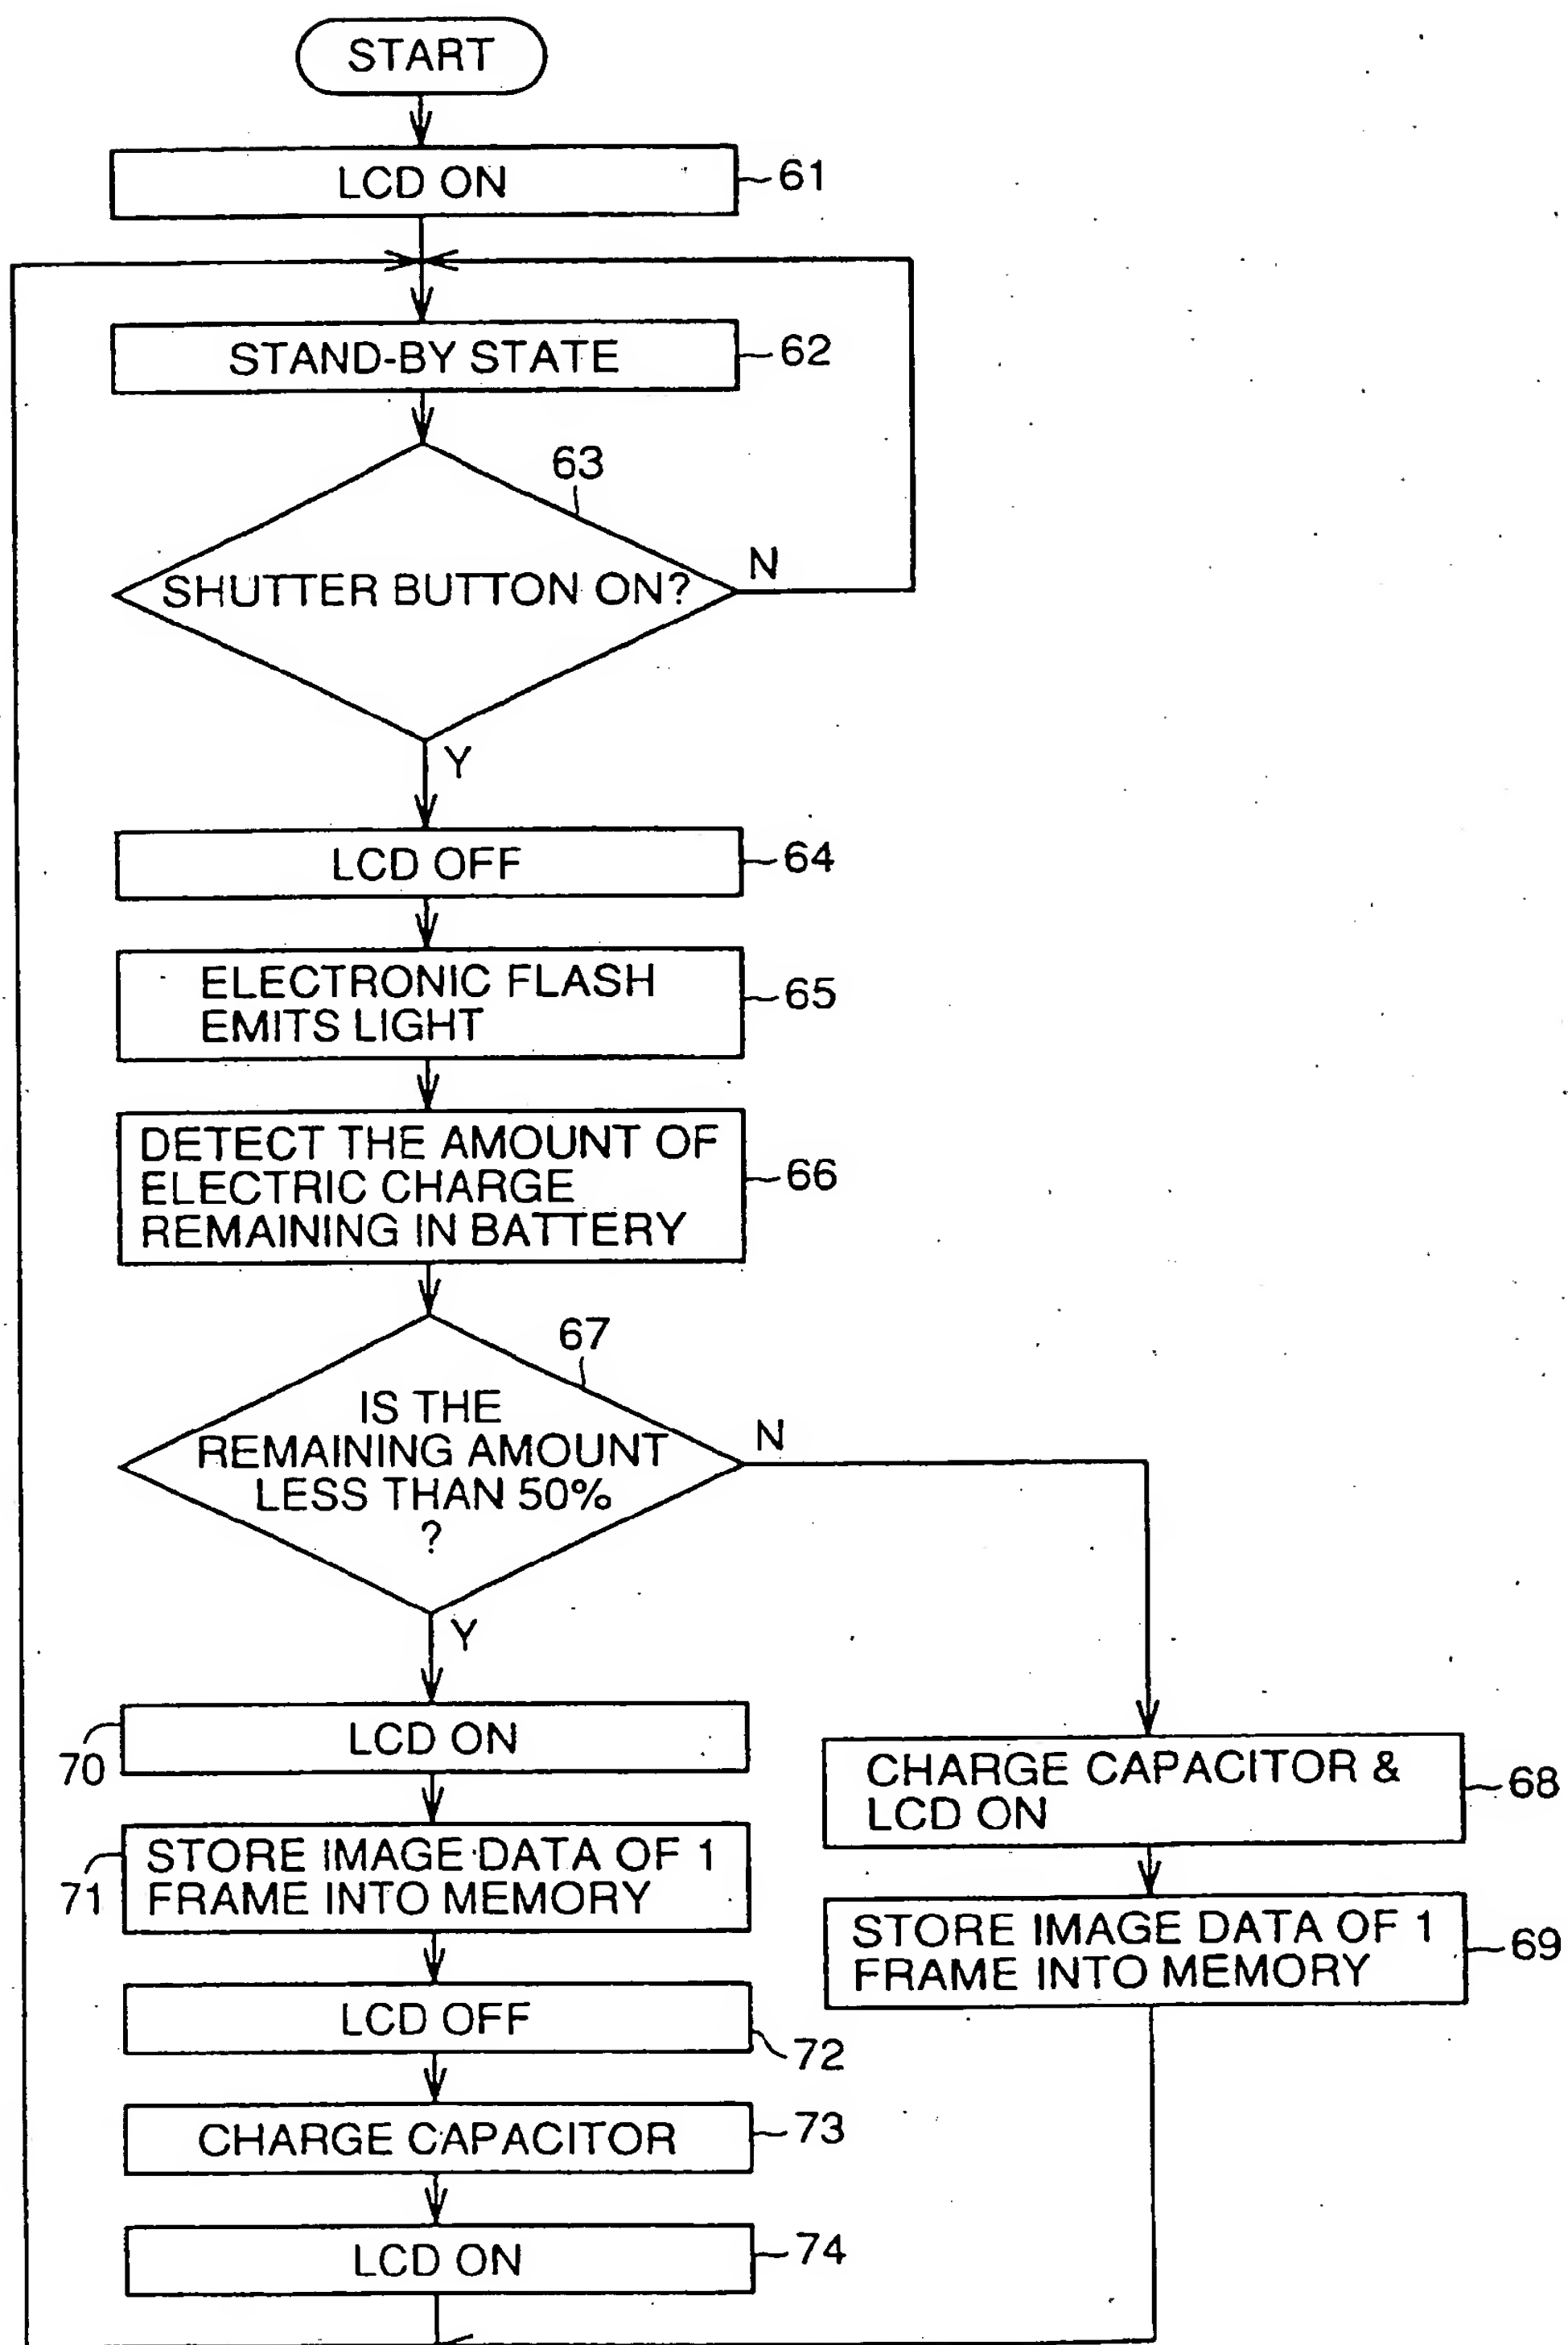 START
LCD ON
61
STAND-BY STATE
62
63
SHUTTER BUTTON ON?
N
Y
LCD OFF
64
ELECTRONIC FLASH
EMITS LIGHT
65
DETECT THE AMOUNT OF
ELECTRIC CHARGE
REMAINING IN BATTERY
66
67
IS THE
REMAINING AMOUNT
LESS THAN 50%
?
N
Y
LCD ON
70
STORE IMAGE DATA OF 1
FRAME INTO MEMORY
71
LCD OFF
72
CHARGE CAPACITOR
73
LCD ON
74
CHARGE CAPACITOR &
LCD ON
68
STORE IMAGE DATA OF 1
FRAME INTO MEMORY
69